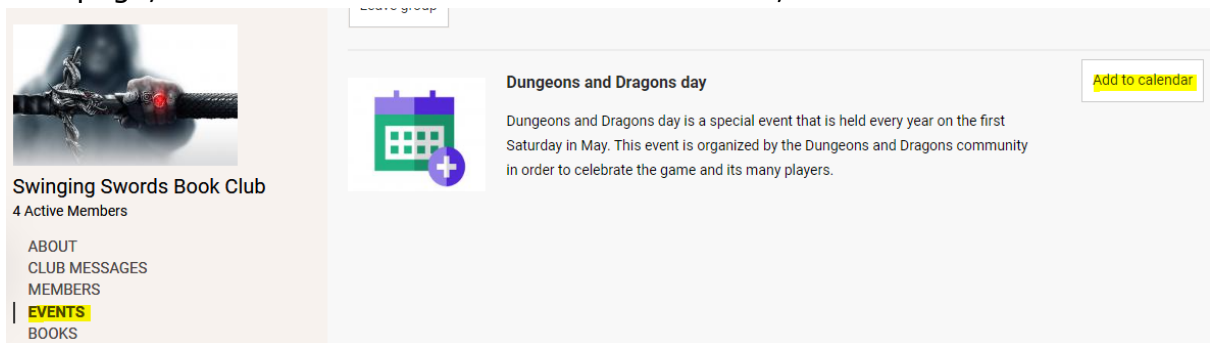 Leave group
Dungeons and Dragons day
Add to calendar
Dungeons and Dragons day is a special event that is held every year on the first
Saturday in May. This event is organized by the Dungeons and Dragons community
in order to celebrate the game and its many players.
Swinging Swords Book Club
4 Active Members
ABOUT
CLUB MESSAGES
MEMBERS
EVENTS
BOOKS